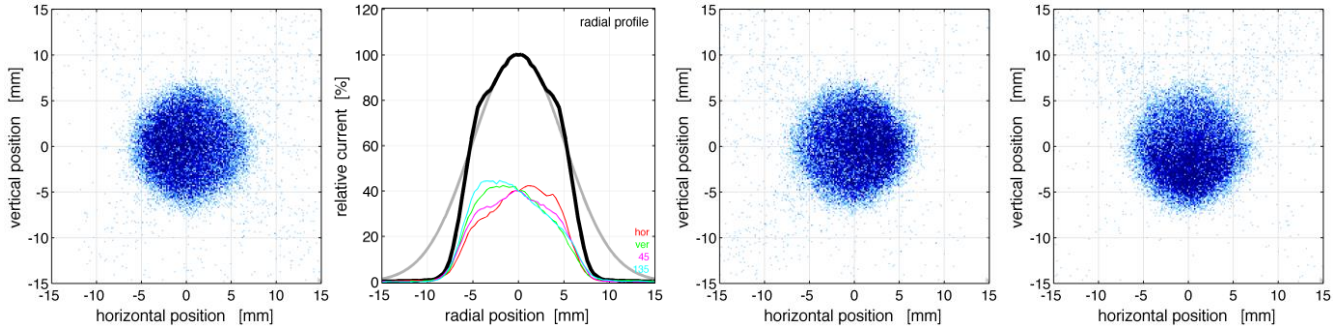 15
10
5
0
-5
-10
-15
-15 -10 -5 0 5 10 15
vertical position [mm]
horizontal position [mm]
120
100
80
60
40
20
0
-15 -10 -5 0 5 10 15
relative current [%]
radial position [mm]
radial profile
hor
ver
45
135
15
10
5
0
-5
-10
-15
-15 -10 -5 0 5 10 15
vertical position [mm]
horizontal position [mm]
15
10
5
0
-5
-10
-15
-15 -10 -5 0 5 10 15
vertical position [mm]
horizontal position [mm]